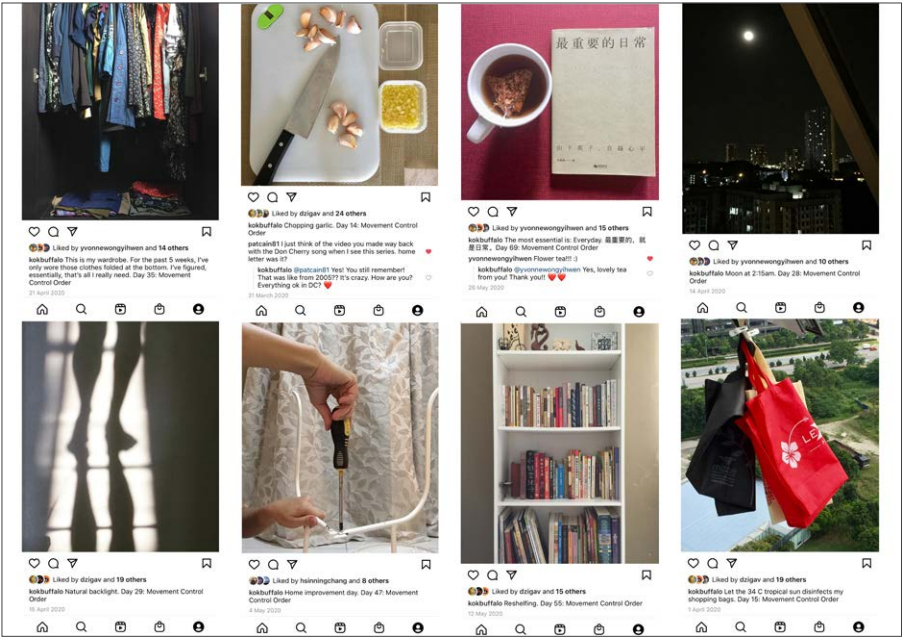 Liked by yvonnewongyihwen and 14 others
kokbuffalo This is my wardrobe. For the past 5 weeks, I've
only wore those clothes folded at the bottom. I've figured,
essentially, that's all I really need. Day 35: Movement
Control Order
21 April 2020
Liked by dzigav and 24 others
kokbuffalo Chopping garlic. Day 14: Movement Control
Order
patcain81 I just think of the video you made way back
with the Don Cherry song when I see this series. home
letter was it?
kokbuffalo @patcain81 Yes! You still remember!
That was like from 2005?? It's crazy. How are you?
Everything ok in DC? ❤️
31 March 2020
最重要的日常
Liked by yvonnewongyihwen and 15 others
kokbuffalo The most essential is: Everyday. 最重要的，就
是日常。Day 69: Movement Control Order
yvonnewongyihwen Flower tea!!! :)
kokbuffalo @yvonnewongyihwen Yes, lovely tea
from you! Thank you!! ❤️❤️
25 May 2020
Liked by yvonnewongyihwen and 10 others
kokbuffalo Moon at 2:15am. Day 28: Movement Control
Order
14 April 2020
Liked by dzigav and 19 others
kokbuffalo Natural backlight. Day 29: Movement Control
Order
15 April 2020
Liked by hsinningchang and 8 others
kokbuffalo Home improvement day. Day 47: Movement
Control Order
4 May 2020
Liked by dzigav and 15 others
kokbuffalo Reshelfing. Day 55: Movement Control Order
12 May 2020
Liked by dzigav and 19 others
kokbuffalo Let the 34 C tropical sun disinfects my
shopping bags. Day 15: Movement Control Order
1 April 2020